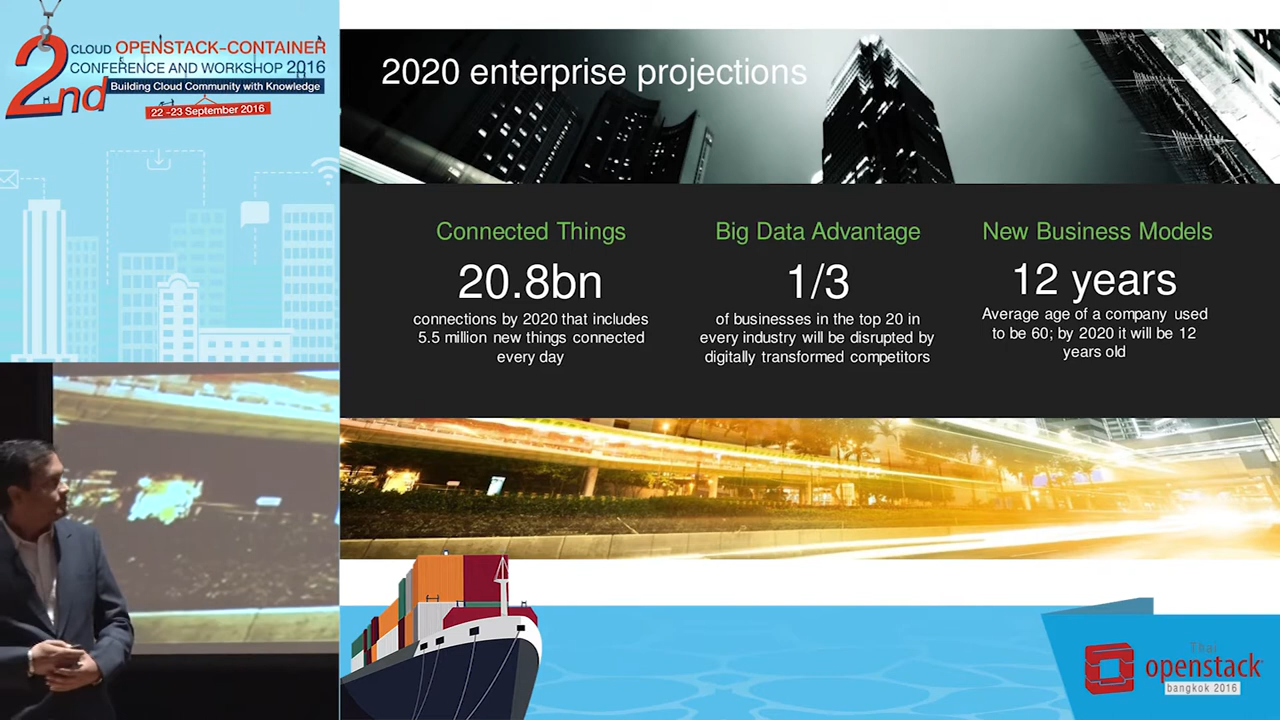 2nd
CLOUD OPENSTACK-CONTAINER
CONFERENCE AND WORKSHOP 2016
Building Cloud Community with Knowledge
22 -23 September 2016
2020 enterprise projections
Connected Things
20.8bn
connections by 2020 that includes
5.5 million new things connected
every day
Big Data Advantage
1/3
of businesses in the top 20 in
every industry will be disrupted by
digitally transformed competitors
New Business Models
12 years
Average age of a company used
to be 60; by 2020 it will be 12
years old
Thai
openstack
bangkok 2016